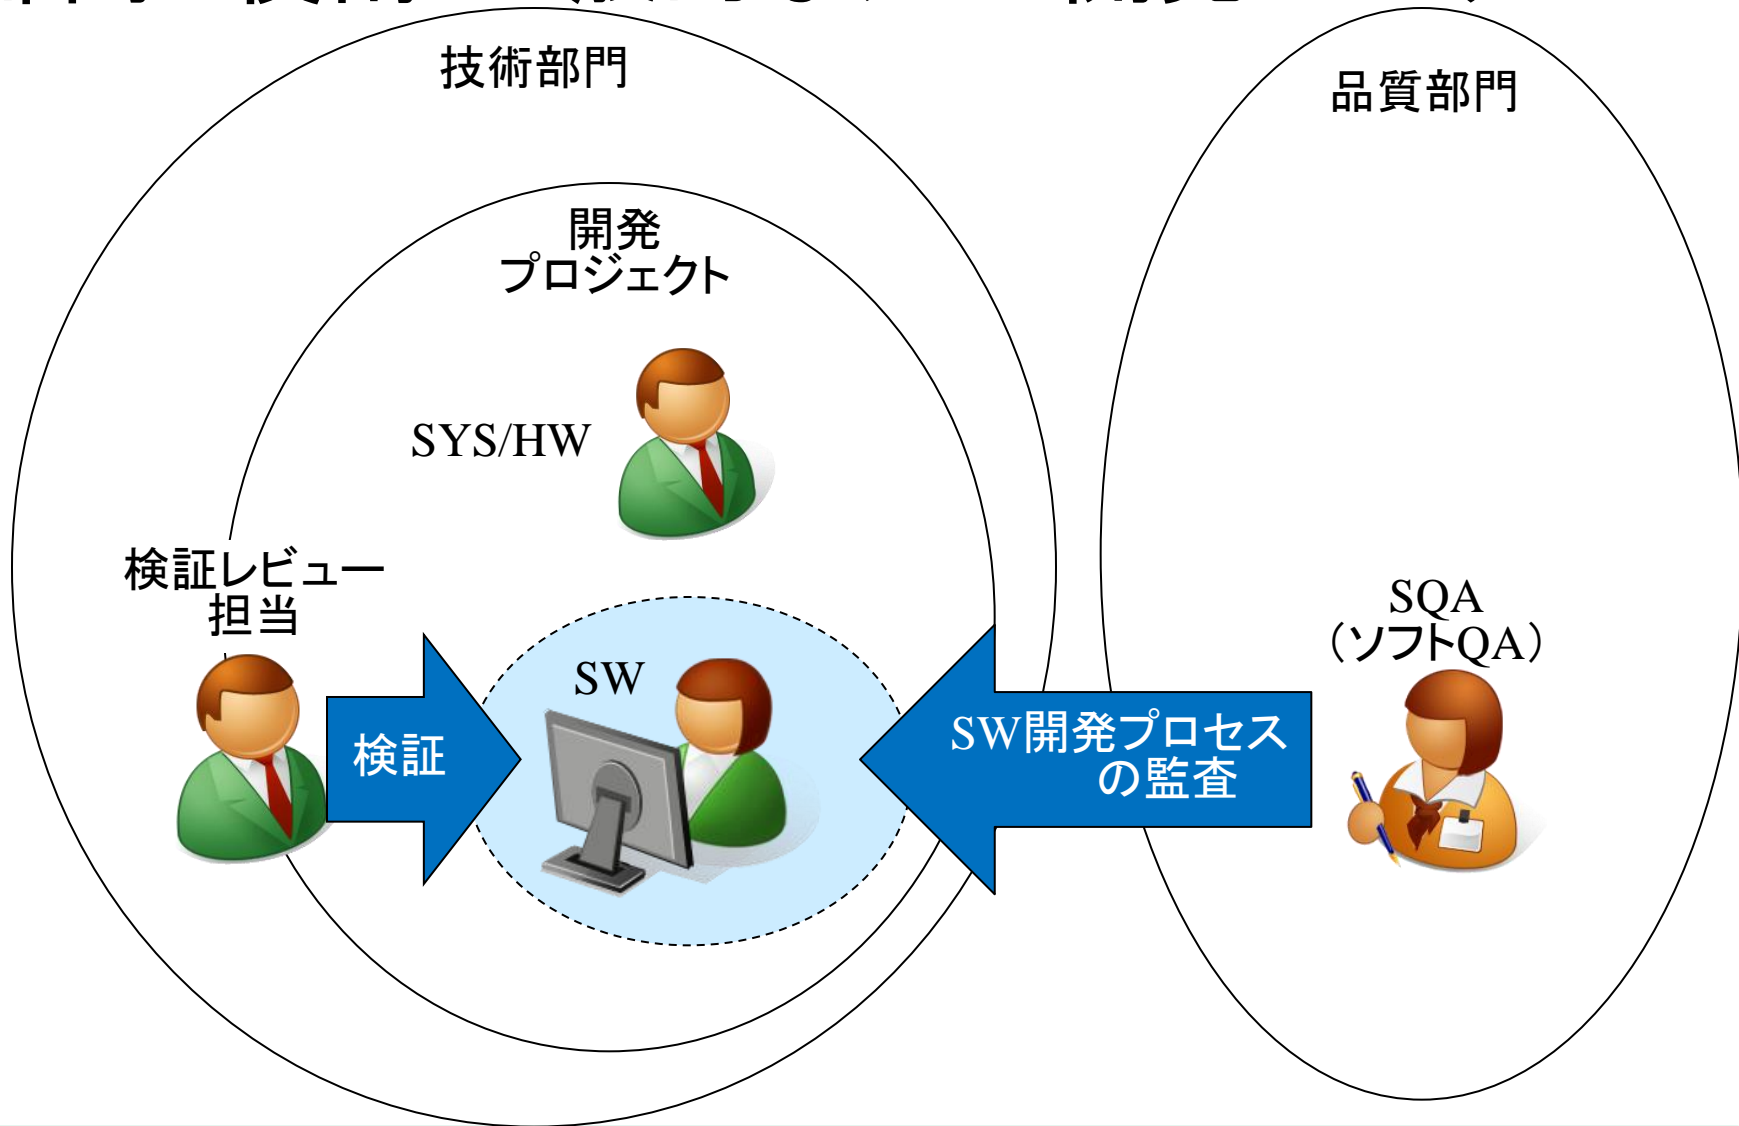 技術部門
品質部門
開発
プロジェクト
SYS/HW
検証レビュー
担当
SW
検証
SQA
（ソフトQA）
SW開発プロセス
の監査